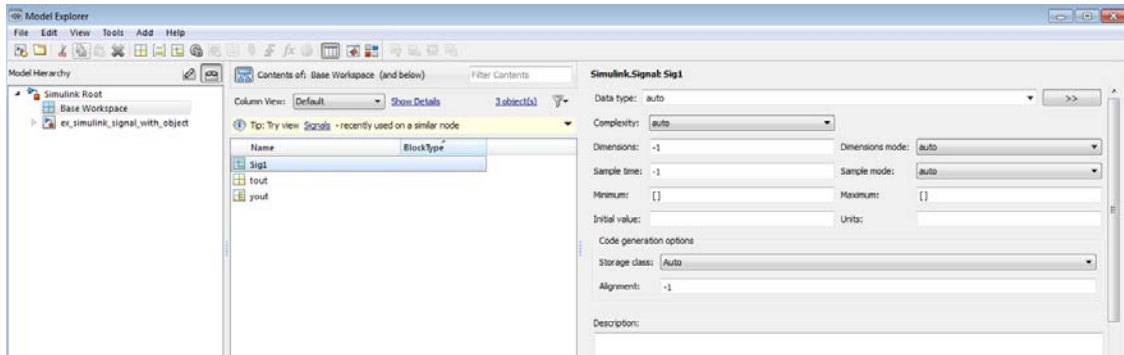 Model Explorer
File Edit View Tools Add Help
Model Hierarchy
Simulink Root
Base Workspace
ex_simulink_signal_with_object
Contents of: Base Workspace (and below) Filter Contents
Column View: Default Show Details 3 object(s)
Tip: Try view Signals - recently used on a similar node
Name BlockType
Sig1
tout
yout
Simulink.Signal: Sig1
Data type: auto >>
Complexity: auto
Dimensions: -1 Dimensions mode: auto
Sample time: -1 Sample mode: auto
Minimum: [] Maximum: []
Initial value: Units:
Code generation options
Storage class: Auto
Alignment: -1
Description: